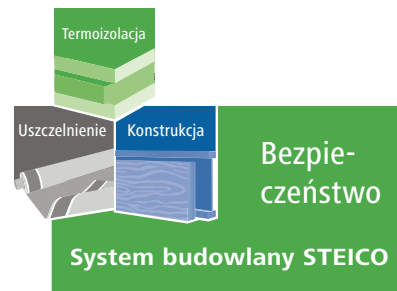 Termoizolacja
Uszczelnienie
Konstrukcja
Bezpie-
czeństwo
System budowlany STEICO